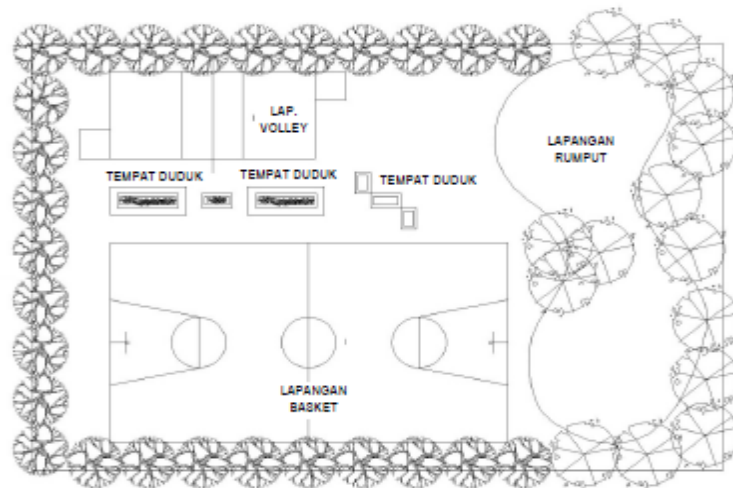 LAP.
VOLLEY
LAPANGAN
RUMPUT
TEMPAT DUDUK
TEMPAT DUDUK
TEMPAT DUDUK
LAPANGAN
BASKET